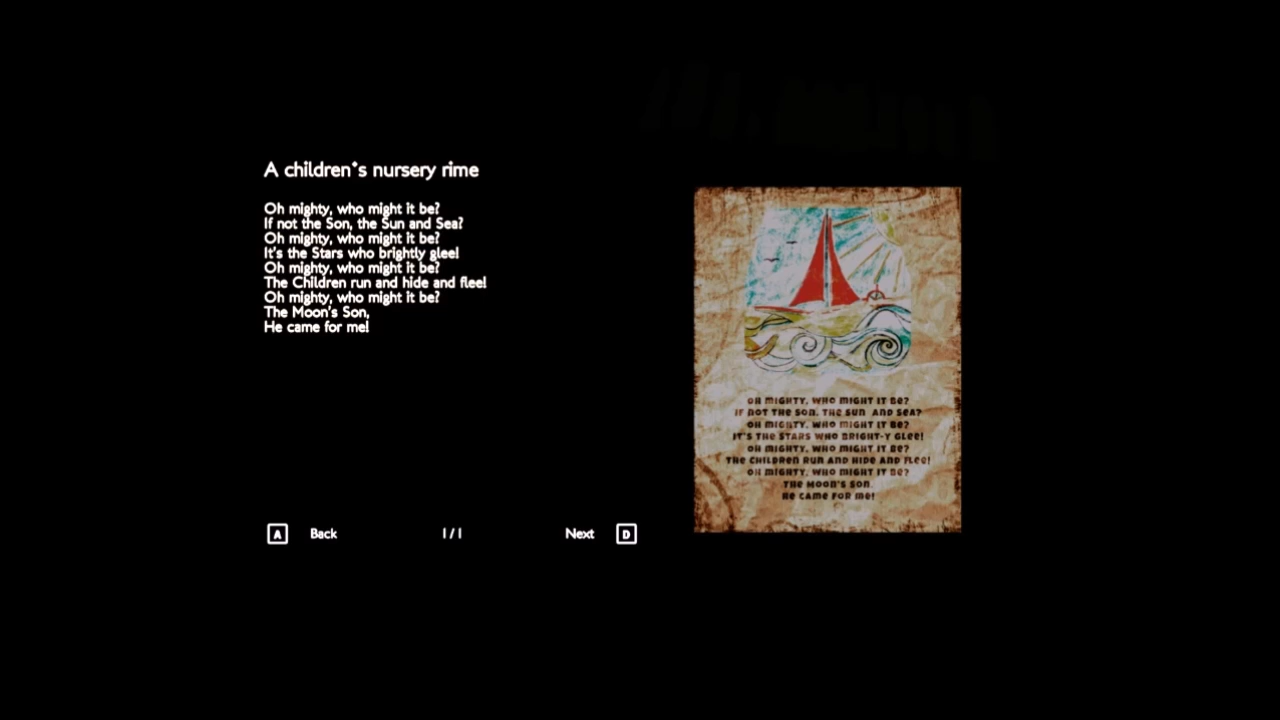 A children's nursery rime
Oh mighty, who might it be?
If not the Son, the Sun and Sea?
Oh mighty, who might it be?
It's the Stars who brightly glee!
Oh mighty, who might it be?
The Children run and hide and flee!
Oh mighty, who might it be?
The Moon's Son,
He came for me!
A Back 1/1 Next D
OH MIGHTY, WHO MIGHT IT BE?
IF NOT THE SON, THE SUN AND SEA?
OH MIGHTY, WHO MIGHT IT BE?
IT'S THE STARS WHO BRIGHT-Y GLEE!
OH MIGHTY, WHO MIGHT IT BE?
THE CHILDREN RUN AND HIDE AND FLEE!
OH MIGHTY, WHO MIGHT IT BE?
THE MOON'S SON,
HE CAME FOR ME!